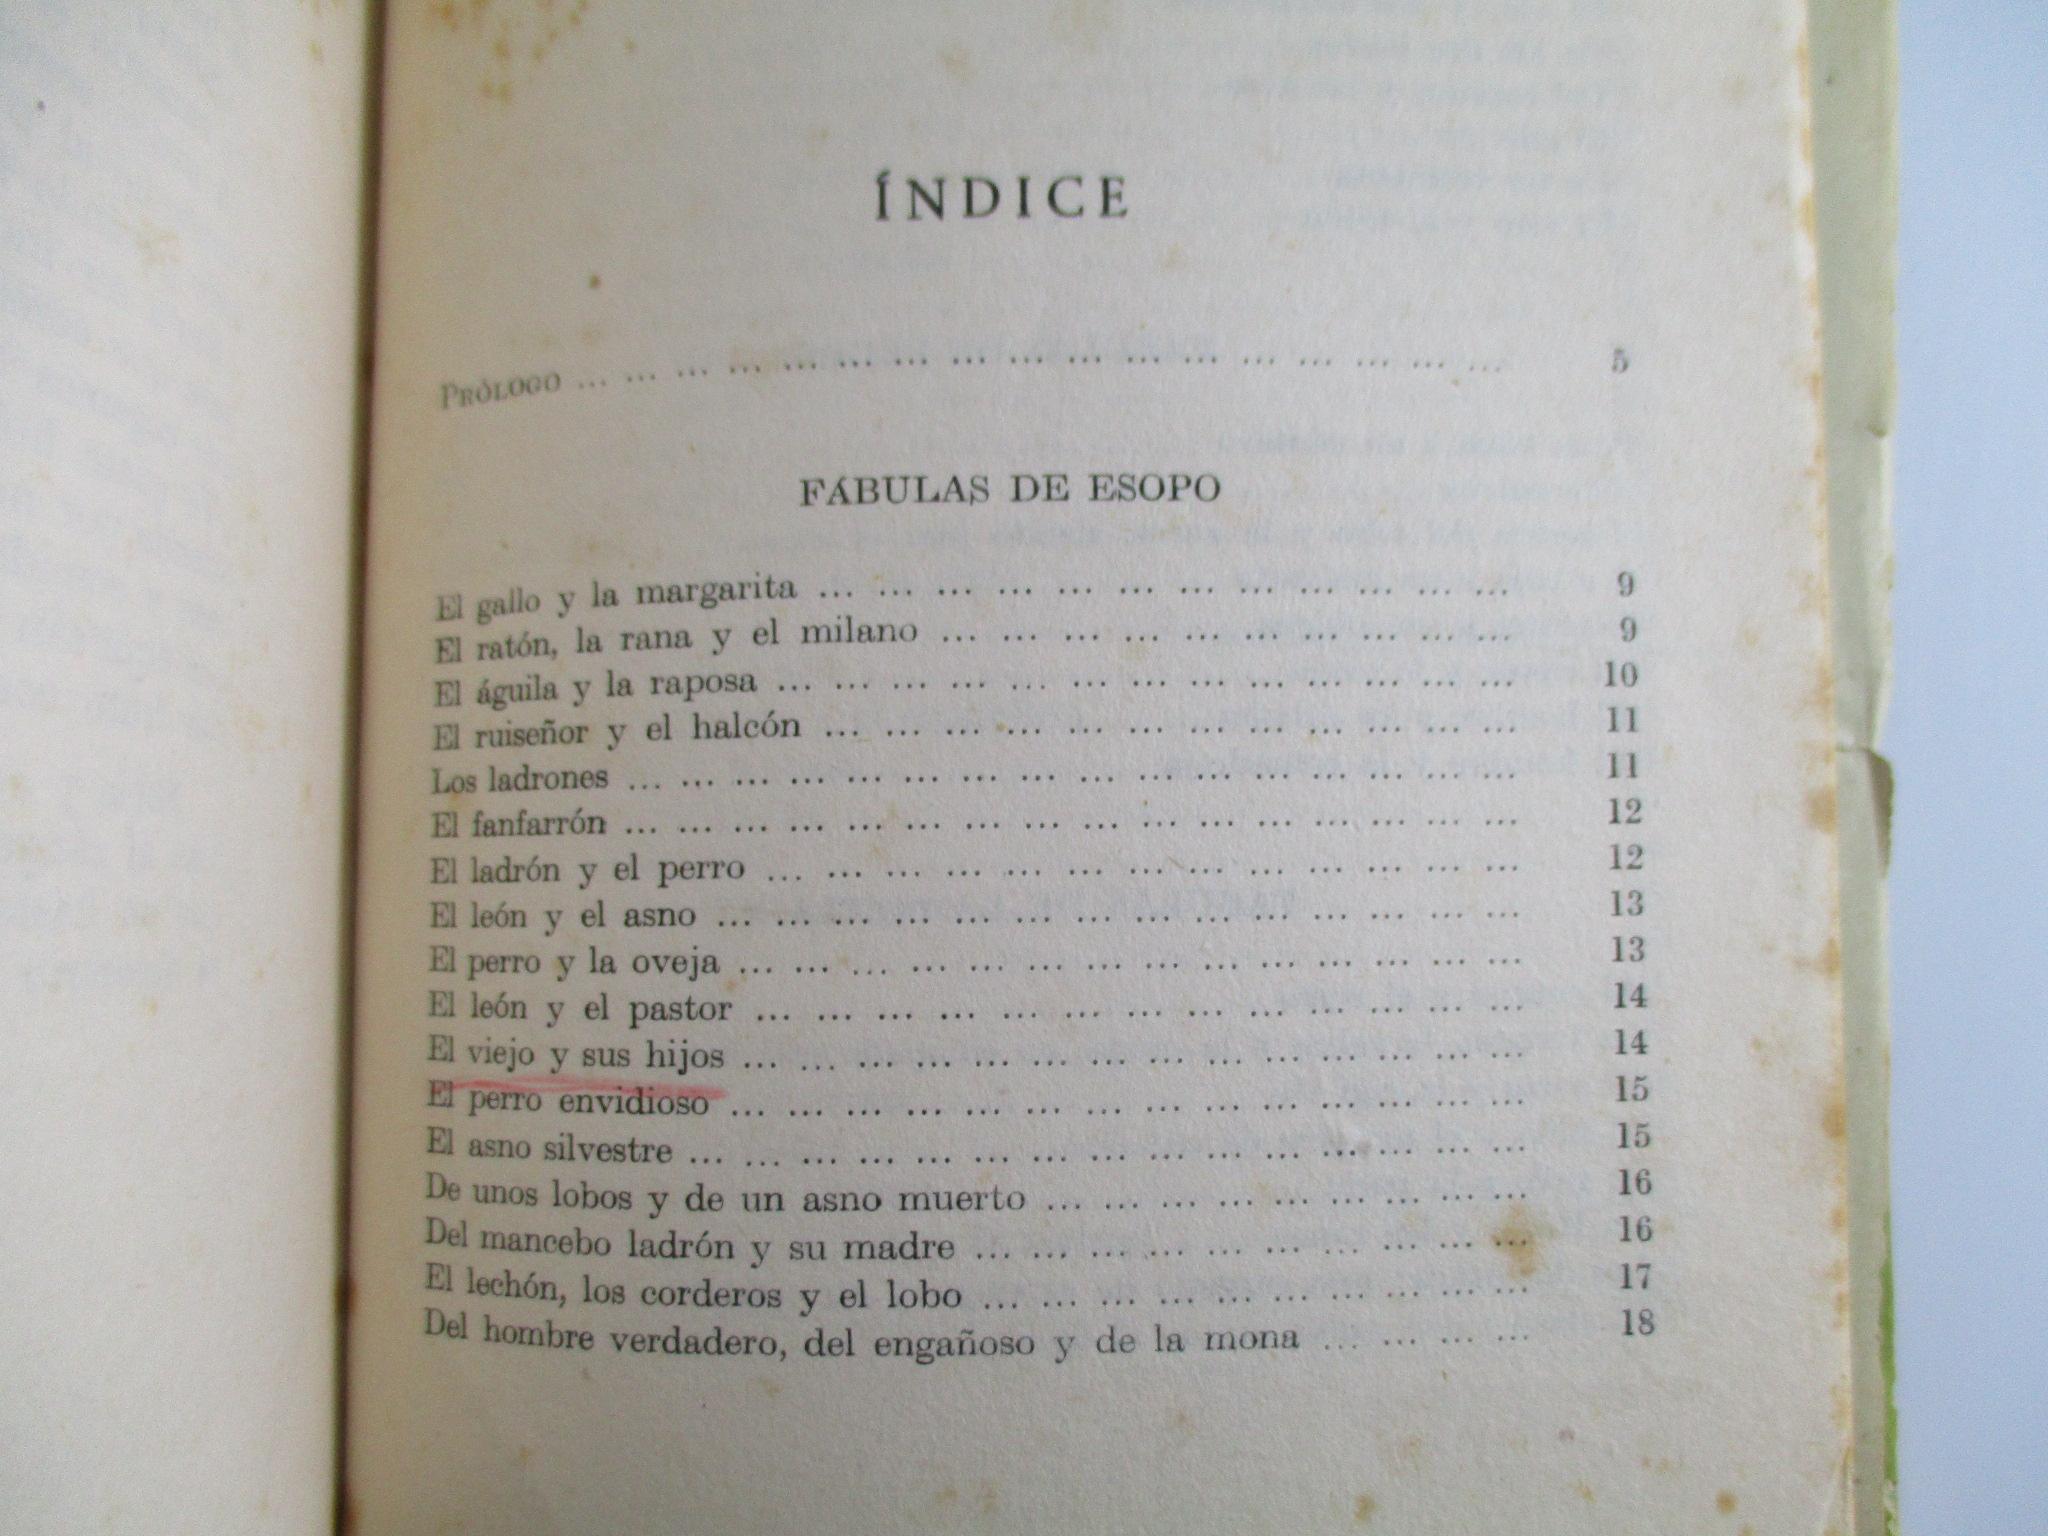 ÍNDICE
PRÓLOGO ... ... ... ... ... ... ... ... ... ... ... ... ... ... ... ... ... 5
FÁBULAS DE ESOPO
El gallo y la margarita ... ... ... ... ... ... ... ... ... ... ... ... 9
El ratón, la rana y el milano ... ... ... ... ... ... ... ... ... ... 9
El águila y la raposa ... ... ... ... ... ... ... ... ... ... ... ... ... 10
El ruiseñor y el halcón ... ... ... ... ... ... ... ... ... ... ... ... 11
Los ladrones ... ... ... ... ... ... ... ... ... ... ... ... ... ... ... ... 11
El fanfarrón ... ... ... ... ... ... ... ... ... ... ... ... ... ... ... ... 12
El ladrón y el perro ... ... ... ... ... ... ... ... ... ... ... ... ... 12
El león y el asno ... ... ... ... ... ... ... ... ... ... ... ... ... ... 13
El perro y la oveja ... ... ... ... ... ... ... ... ... ... ... ... ... ... 13
El león y el pastor ... ... ... ... ... ... ... ... ... ... ... ... ... 14
El viejo y sus hijos ... ... ... ... ... ... ... ... ... ... ... ... ... ... 14
El perro envidioso ... ... ... ... ... ... ... ... ... ... ... ... ... ... 15
El asno silvestre ... ... ... ... ... ... ... ... ... ... ... ... ... ... ... 15
De unos lobos y de un asno muerto ... ... ... ... ... ... ... ... ... 16
Del mancebo ladrón y su madre ... ... ... ... ... ... ... ... ... ... 16
El lechón, los corderos y el lobo ... ... ... ... ... ... ... ... ... ... 17
Del hombre verdadero, del engañoso y de la mona ... ... ... ... 18